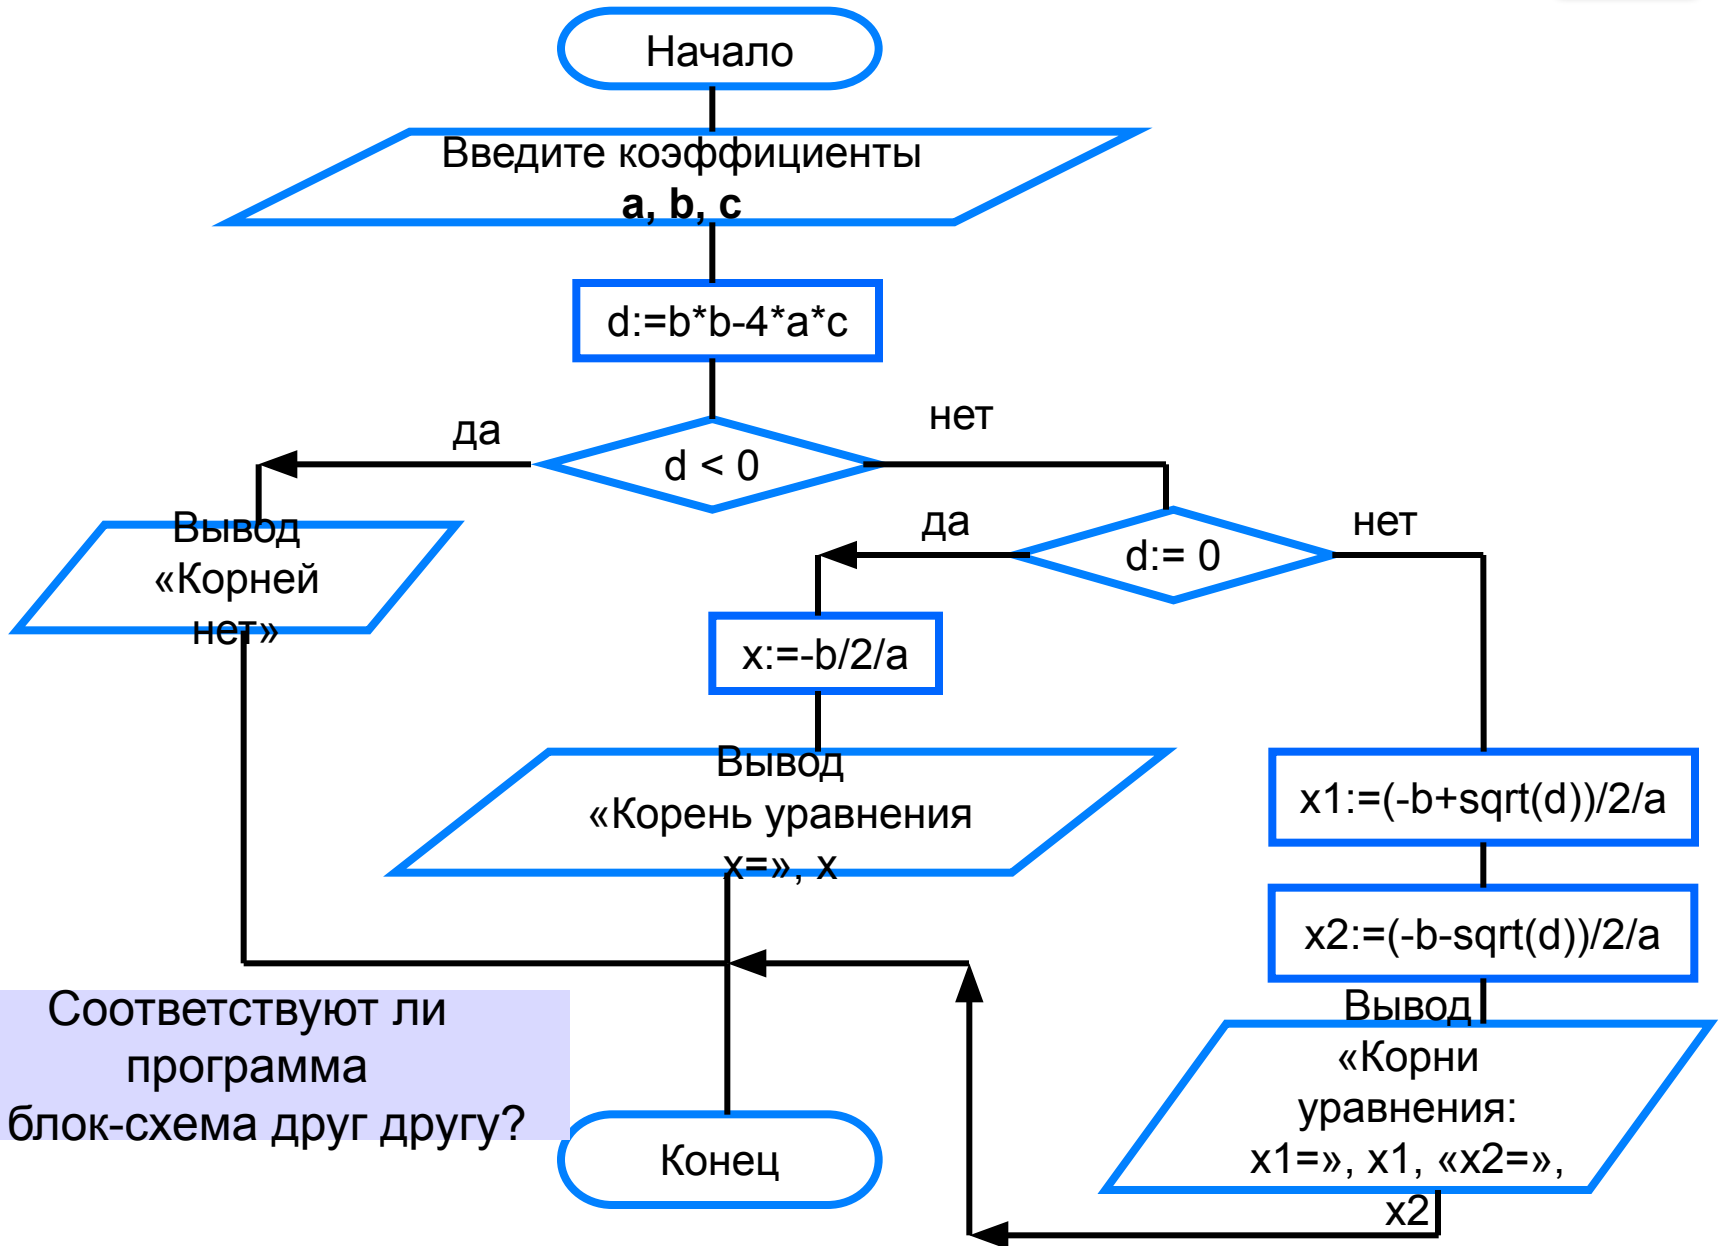 Начало
Введите коэффициенты
a, b, c
d:=b*b-4*a*c
да
нет
d < 0
Вывод
«Корней
нет»
да
нет
d:= 0
x:=-b/2/a
Вывод
«Корень уравнения
x=», x
x1:=(-b+sqrt(d))/2/a
x2:=(-b-sqrt(d))/2/a
Вывод
«Корни
уравнения:
x1=», x1, «x2=»,
x2
Соответствуют ли
программа
блок-схема друг другу?
Конец